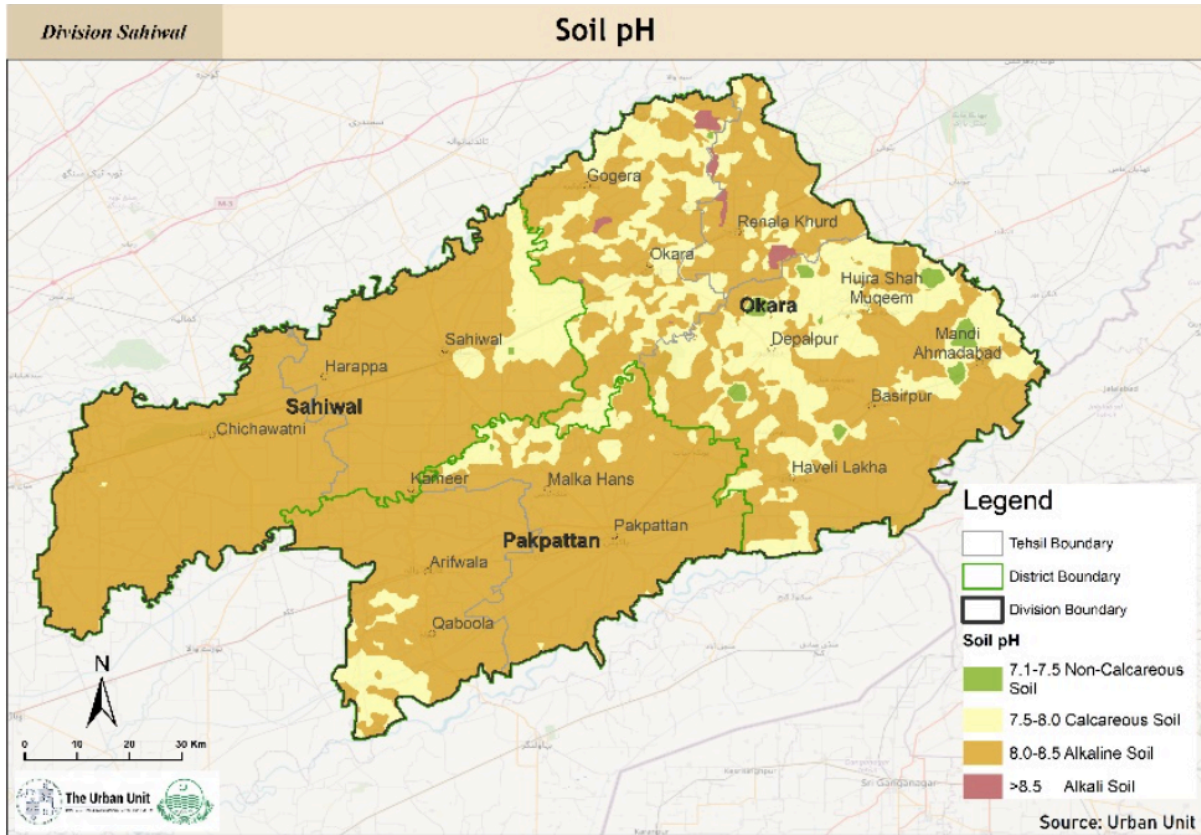 Division Sahiwal
Soil pH
Gogera
Renala Khurd
Okara
Hujra Shah
Muqeem
Okara
Depalpur
Mandi
Ahmadabad
Sahiwal
Harappa
Sahiwal
Basirpur
Chichawatni
Haveli Lakha
Kameer
Malka Hans
Pakpattan
Pakpattan
Arifwala
Qaboola
N
0 10 20 30 Km
The Urban Unit
Legend
Tehsil Boundary
District Boundary
Division Boundary
Soil pH
7.1-7.5 Non-Calcareous
Soil
7.5-8.0 Calcareous Soil
8.0-8.5 Alkaline Soil
>8.5 Alkali Soil
Source: Urban Unit
Sri Ganganagar